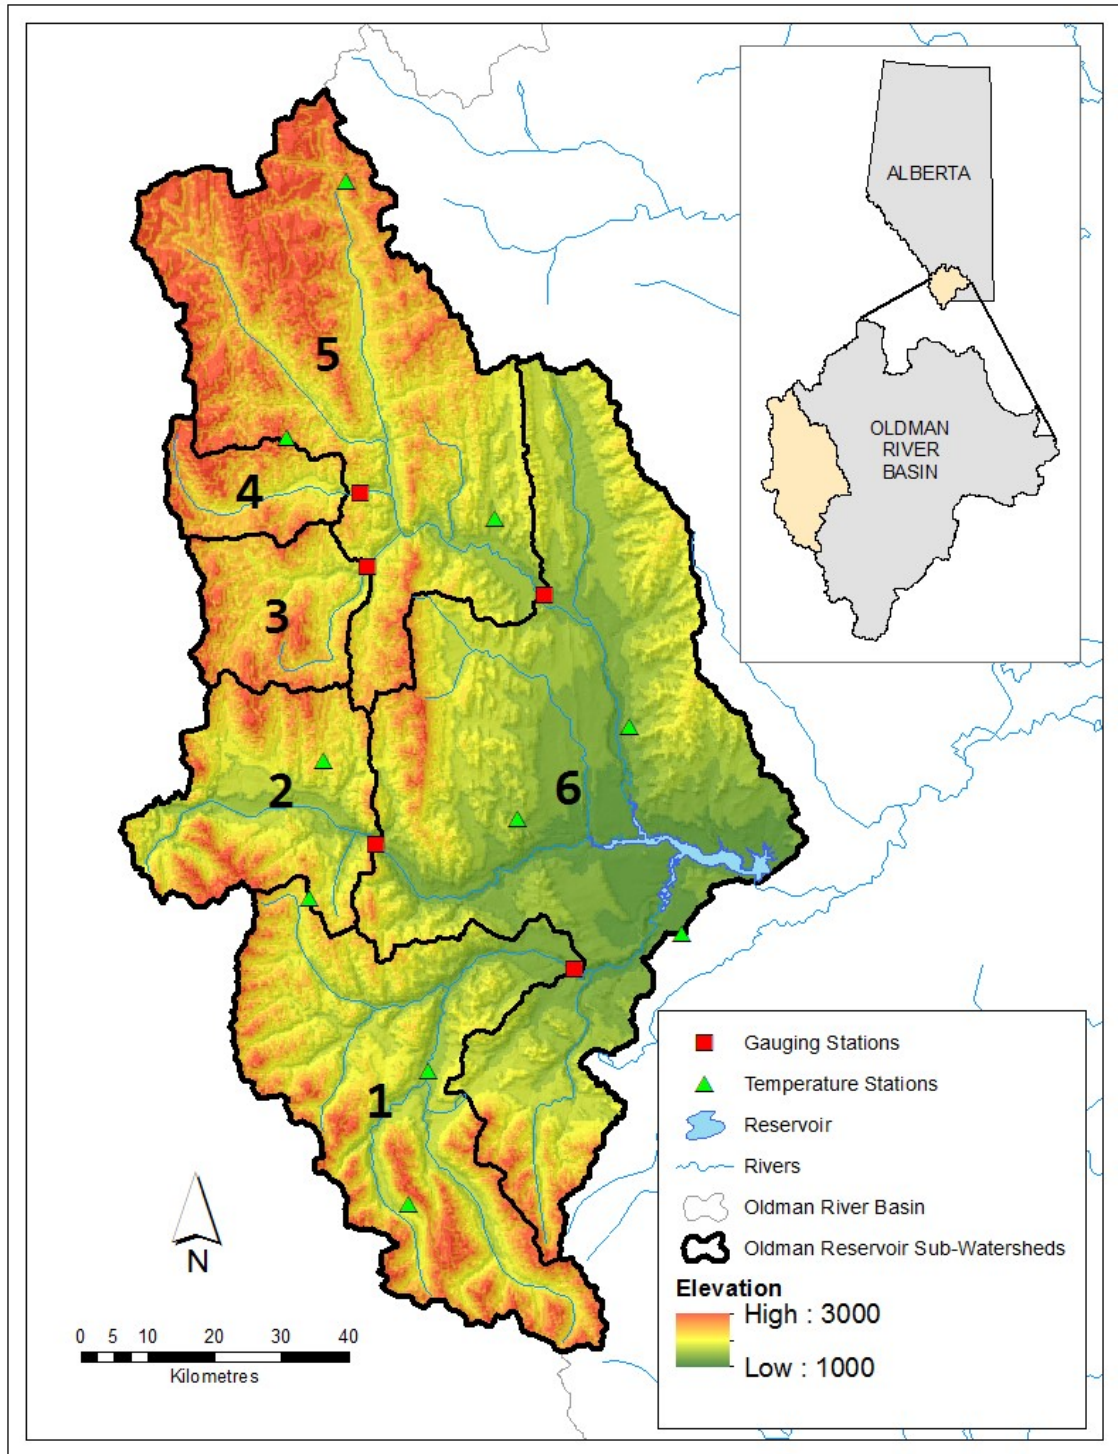 ALBERTA
OLDMAN
RIVER
BASIN
5
4
3
2
6
1
N
0 5 10 20 30 40
Kilometres
Gauging Stations
Temperature Stations
Reservoir
Rivers
Oldman River Basin
Oldman Reservoir Sub-Watersheds
Elevation
High : 3000
Low : 1000